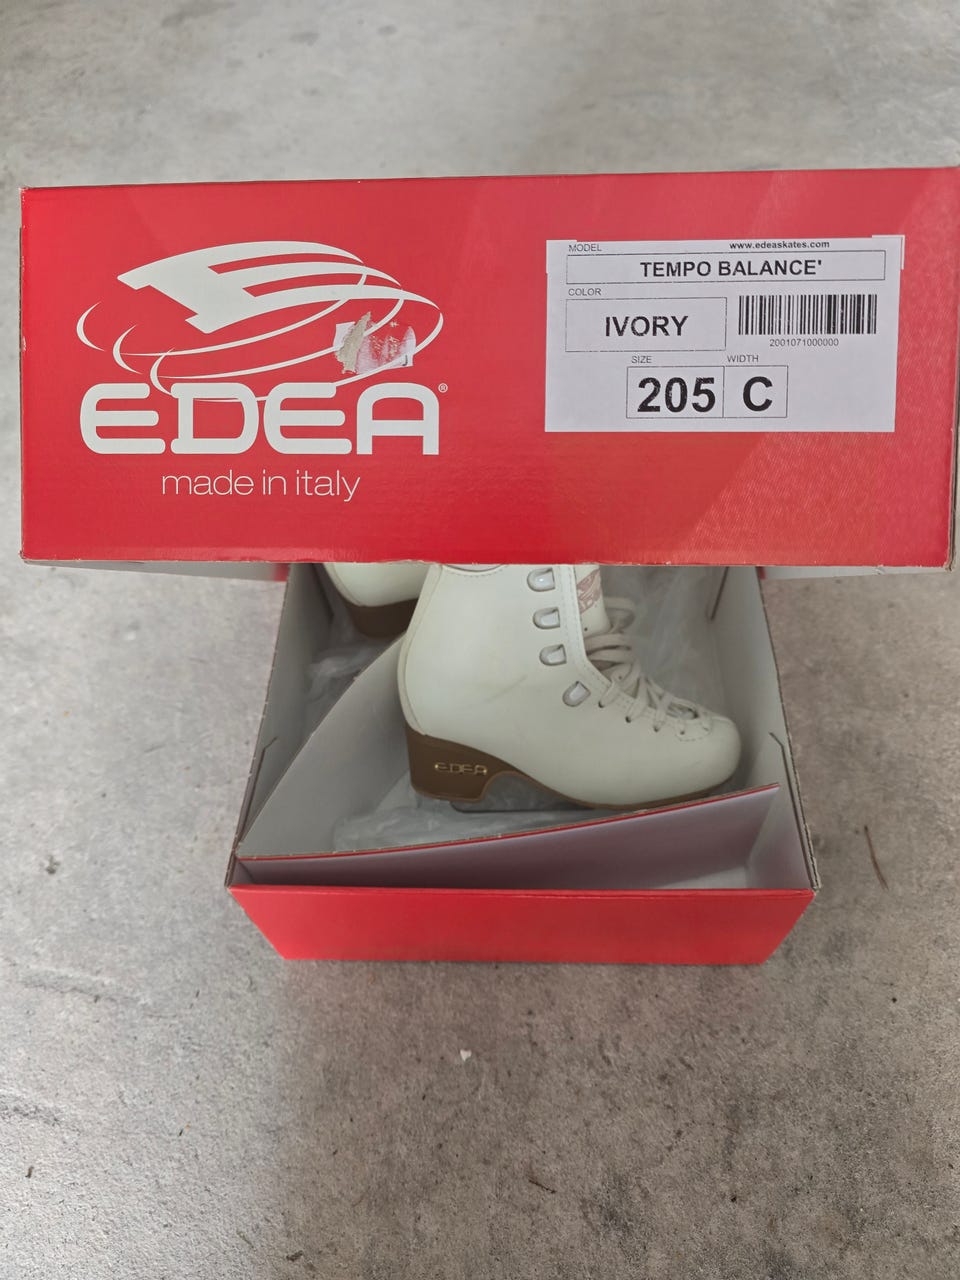 EDEA®
made in italy
MODEL
www.edeaskates.com
TEMPO BALANCE'
COLOR
IVORY
2001071000000
SIZE
WIDTH
205
C
EDEA